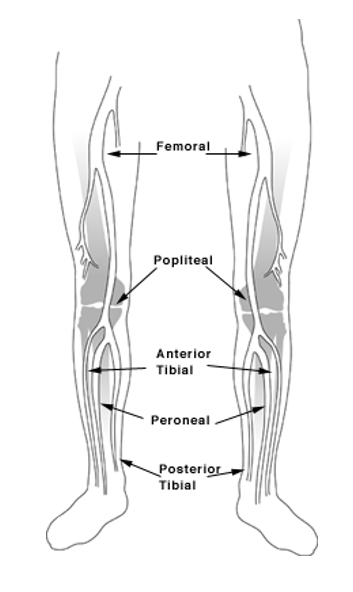 Femoral
Popliteal
Anterior
Tibial
Peroneal
Posterior
Tibial